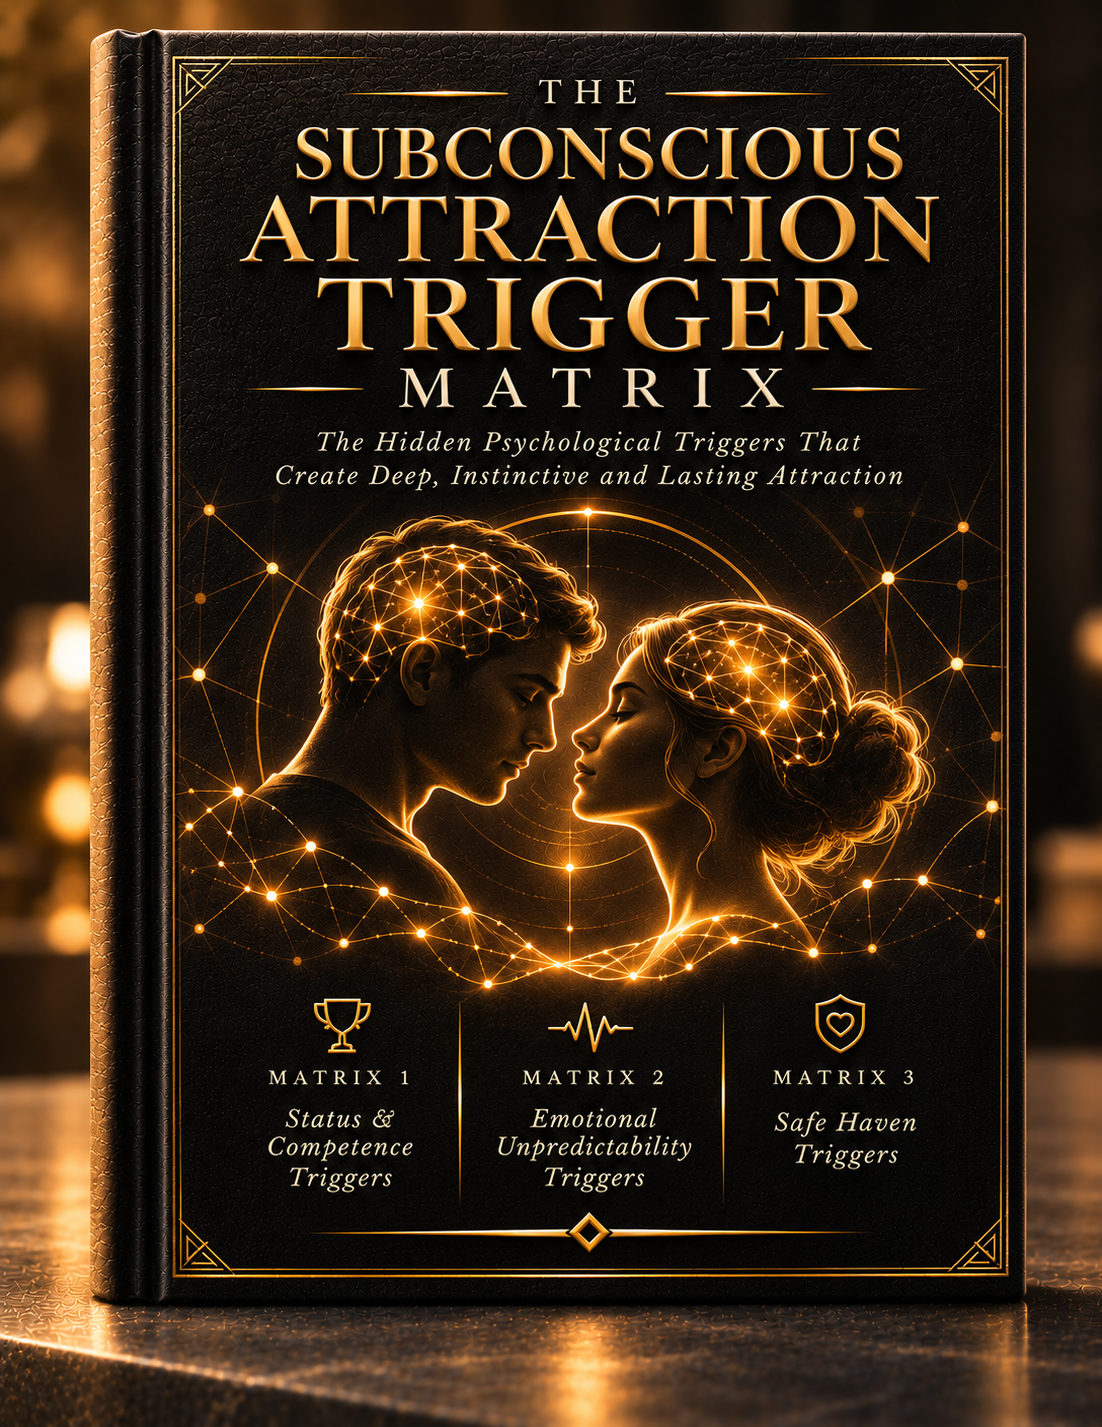 THE
SUBCONSCIOUS
ATTRACTION
TRIGGER
MATRIX
The Hidden Psychological Triggers That
Create Deep, Instinctive and Lasting Attraction
MATRIX 1
Status &
Competence
Triggers
MATRIX 2
Emotional
Unpredictability
Triggers
MATRIX 3
Safe Haven
Triggers